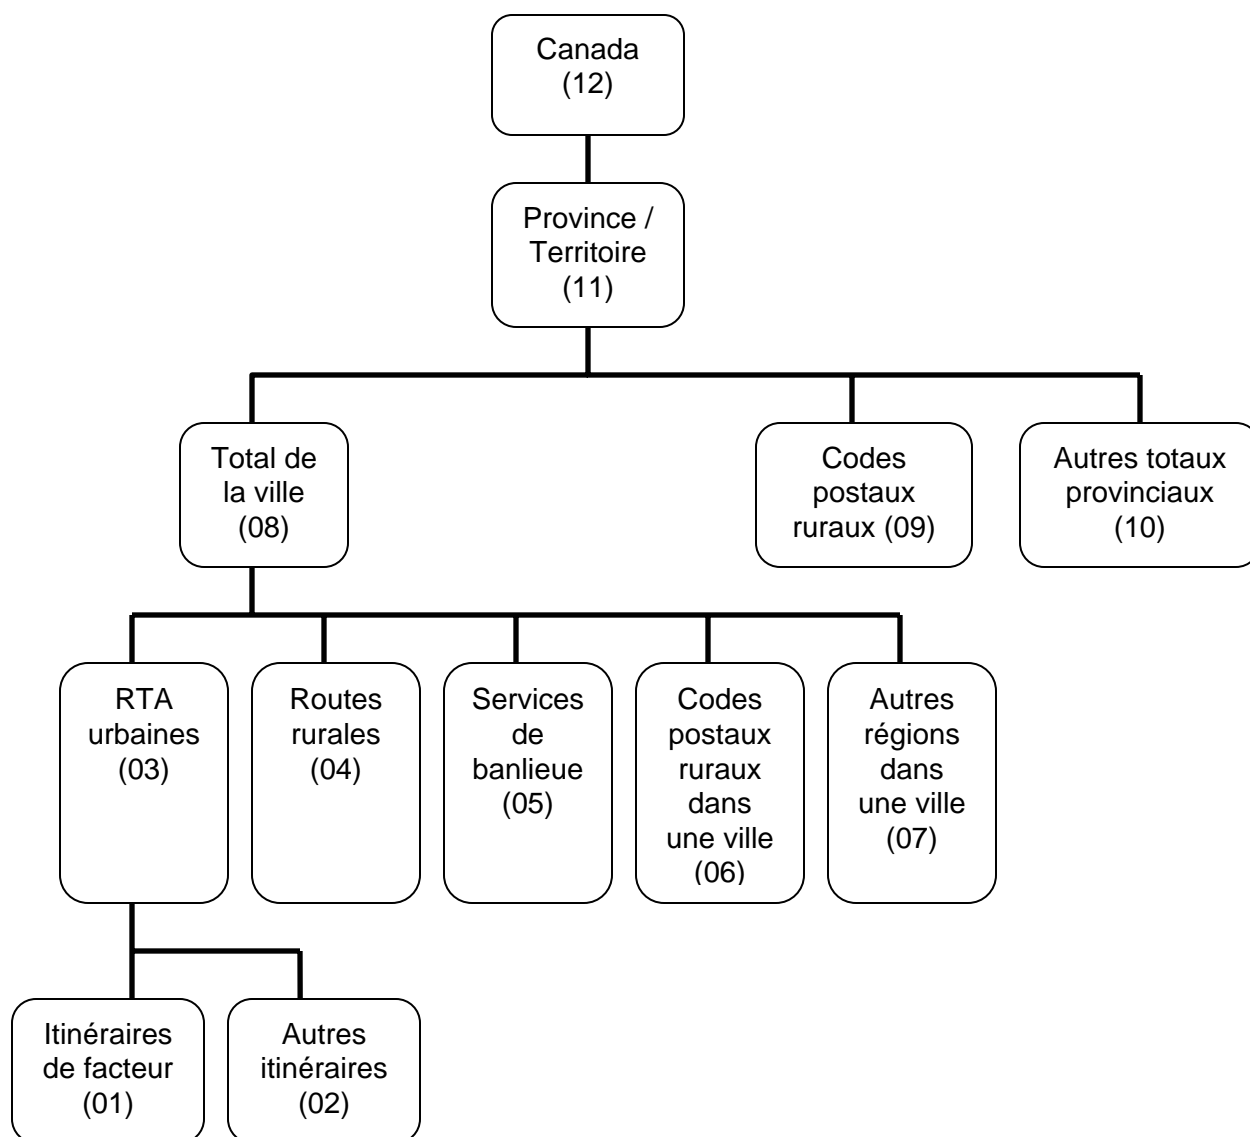 Canada
(12)
Province /
Territoire
(11)
Total de
la ville
(08)
Codes
postaux
ruraux (09)
Autres totaux
provinciaux
(10)
RTA
urbaines
(03)
Routes
rurales
(04)
Services
de
banlieue
(05)
Codes
postaux
ruraux
dans
une ville
(06)
Autres
régions
dans
une ville
(07)
Itinéraires
de facteur
(01)
Autres
itinéraires
(02)